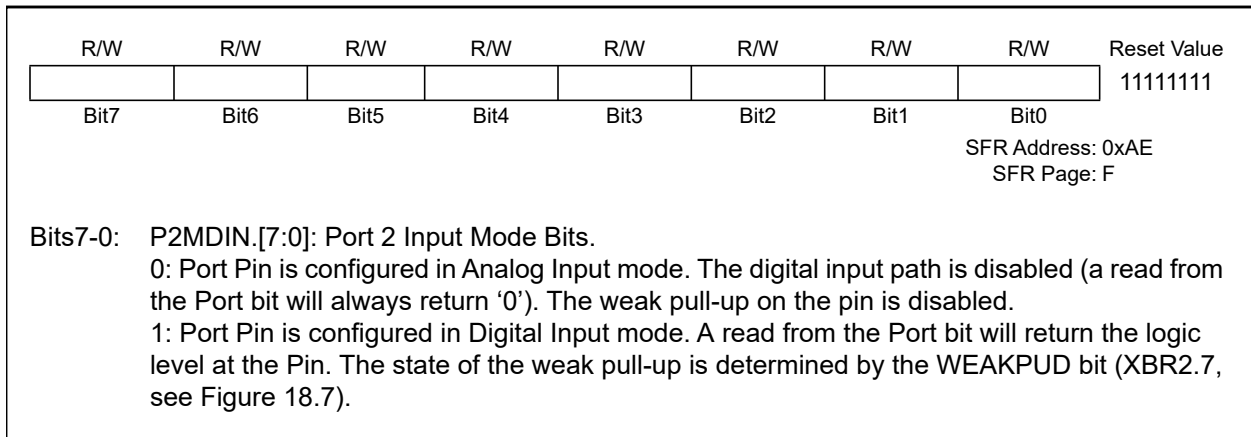 R/W R/W R/W R/W R/W R/W R/W R/W Reset Value
11111111
Bit7 Bit6 Bit5 Bit4 Bit3 Bit2 Bit1 Bit0
SFR Address: 0xAE
SFR Page: F
Bits7-0: P2MDIN.[7:0]: Port 2 Input Mode Bits.
0: Port Pin is configured in Analog Input mode. The digital input path is disabled (a read from
the Port bit will always return ‘0’). The weak pull-up on the pin is disabled.
1: Port Pin is configured in Digital Input mode. A read from the Port bit will return the logic
level at the Pin. The state of the weak pull-up is determined by the WEAKPUD bit (XBR2.7,
see Figure 18.7).